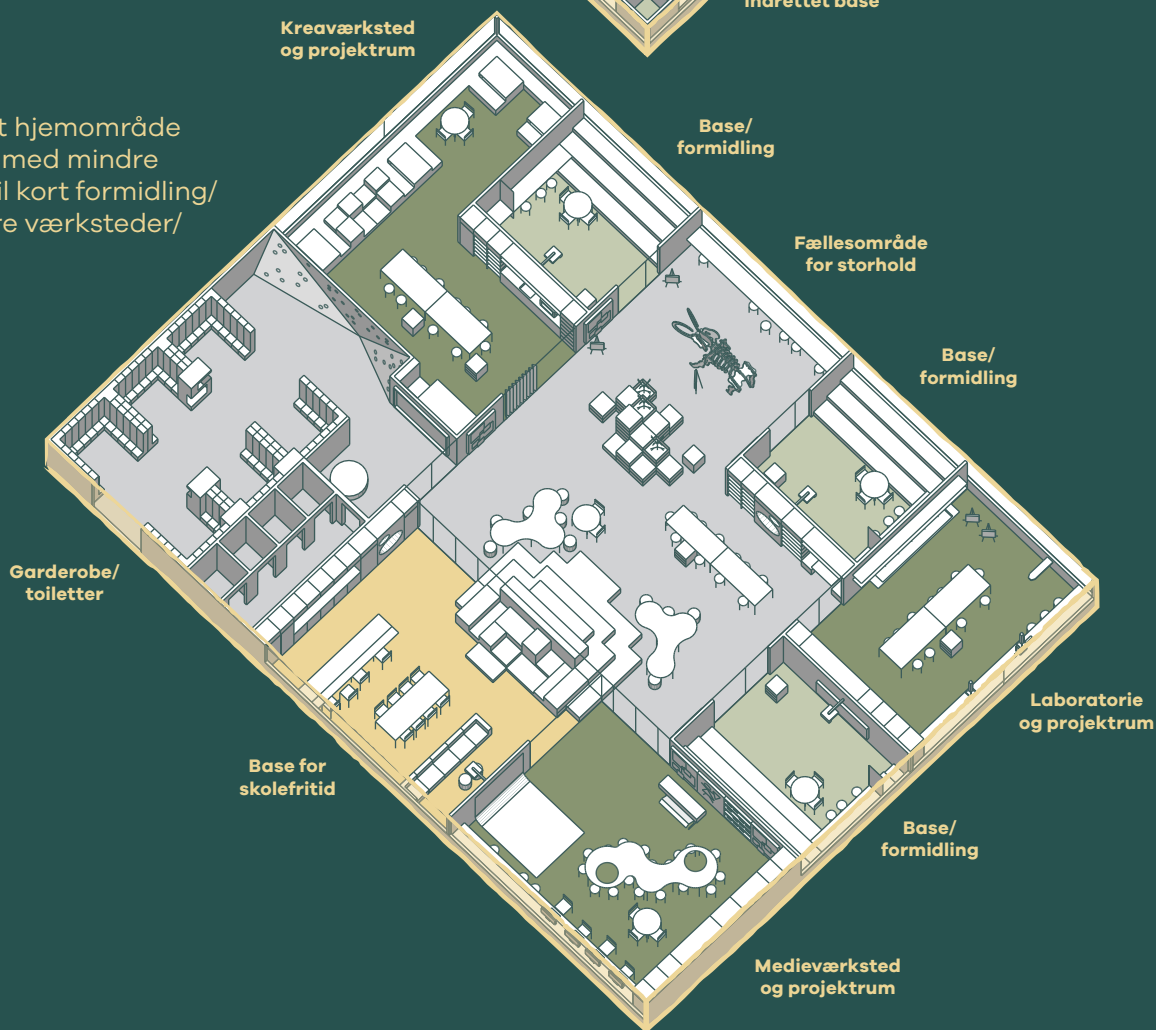 indrettet base
Kreaværksted
og projektrum
t hjemområde
med mindre
il kort formidling/
re værksteder/
Base/
formidling
Fællesområde
for storhold
Base/
formidling
Garderobe/
toiletter
Laboratorie
og projektrum
Base for
skolefritid
Base/
formidling
Medieværksted
og projektrum